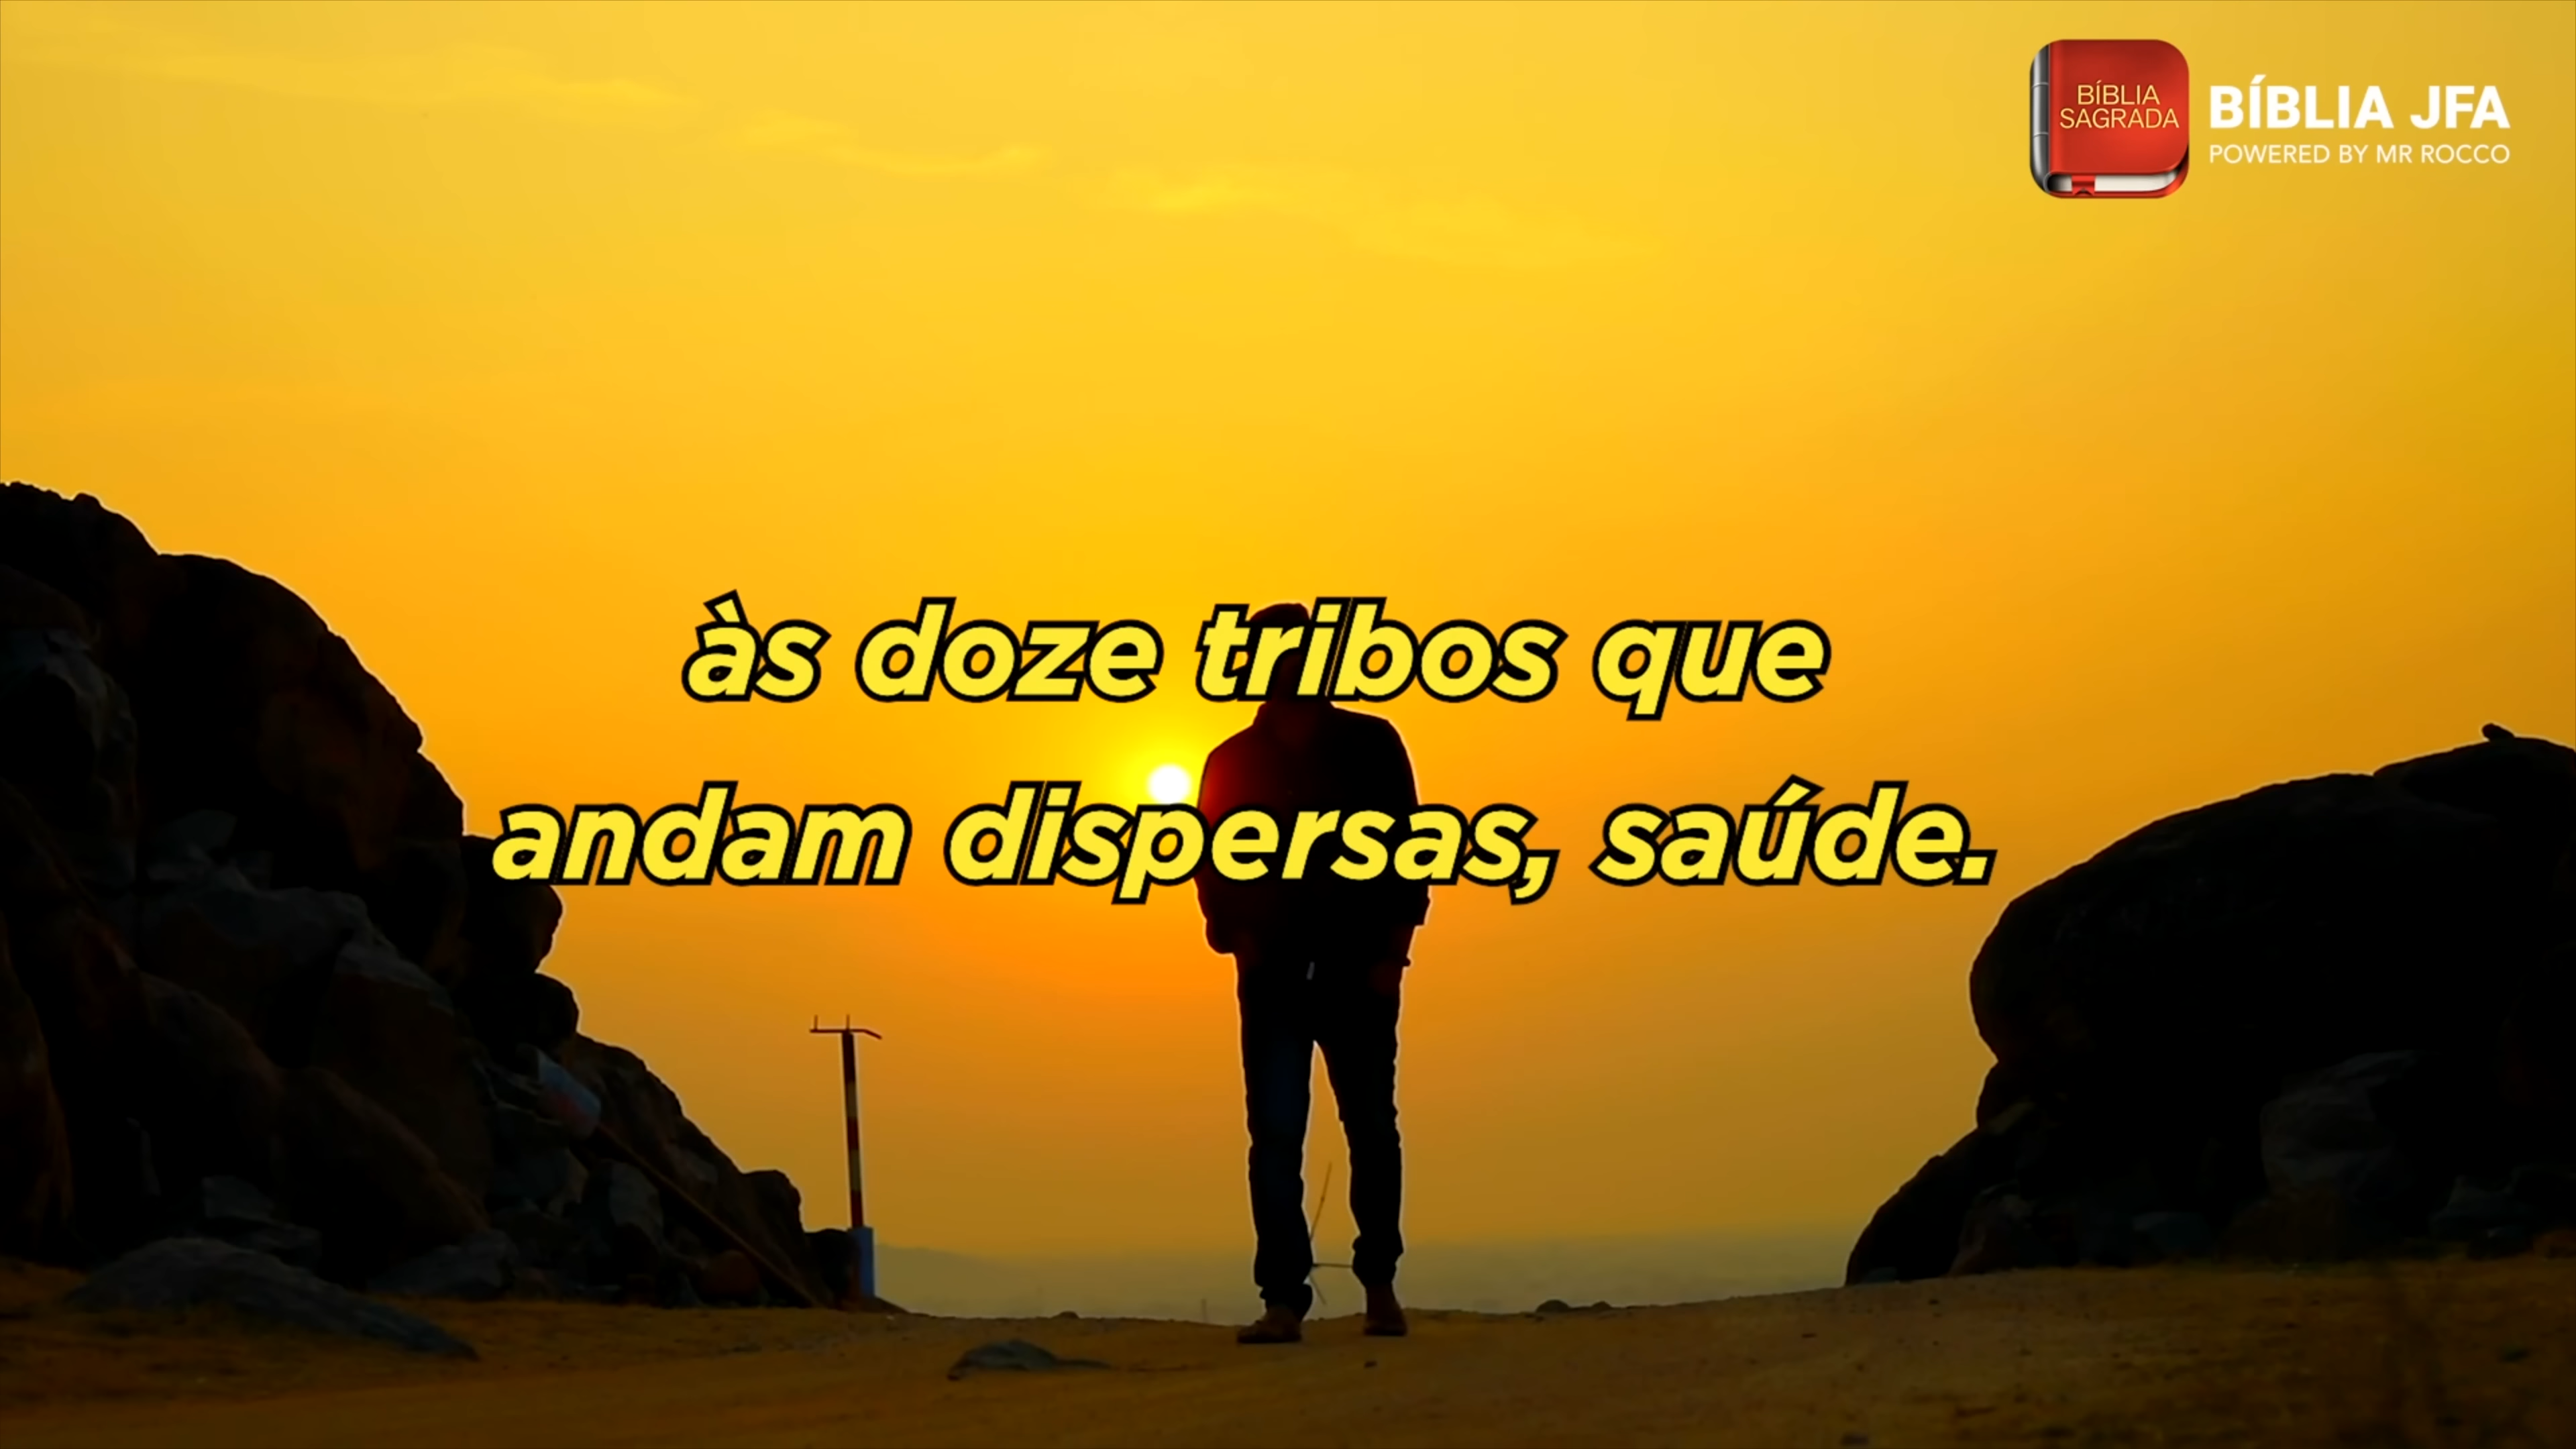 BÍBLIA
SAGRADA
BÍBLIA JFA
POWERED BY MR ROCCO
às doze tribos que
andam dispersas, saúde.